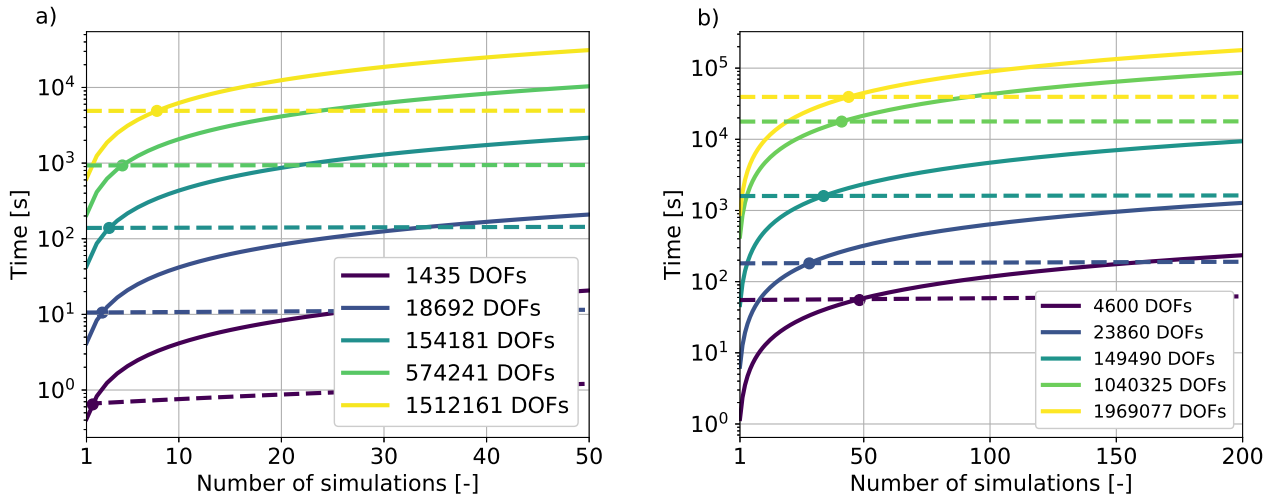 a)
Time [s]
10⁴
10³
10²
10¹
10⁰
1 10 20 30 40 50
Number of simulations [-]
1435 DOFs
18692 DOFs
154181 DOFs
574241 DOFs
1512161 DOFs
b)
Time [s]
10⁵
10⁴
10³
10²
10¹
10⁰
1 50 100 150 200
Number of simulations [-]
4600 DOFs
23860 DOFs
149490 DOFs
1040325 DOFs
1969077 DOFs